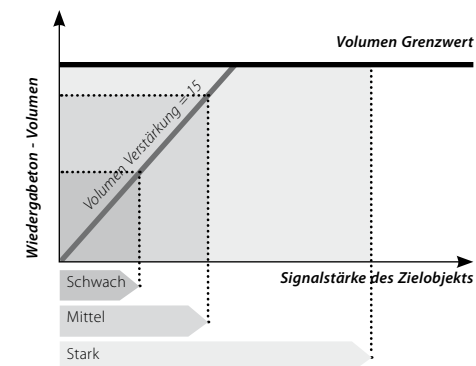 Volumen Grenzwert
Wiedergabeton - Volumen
Volumen Verstärkung = 15
Signalstärke des Zielobjekts
Schwach
Mittel
Stark